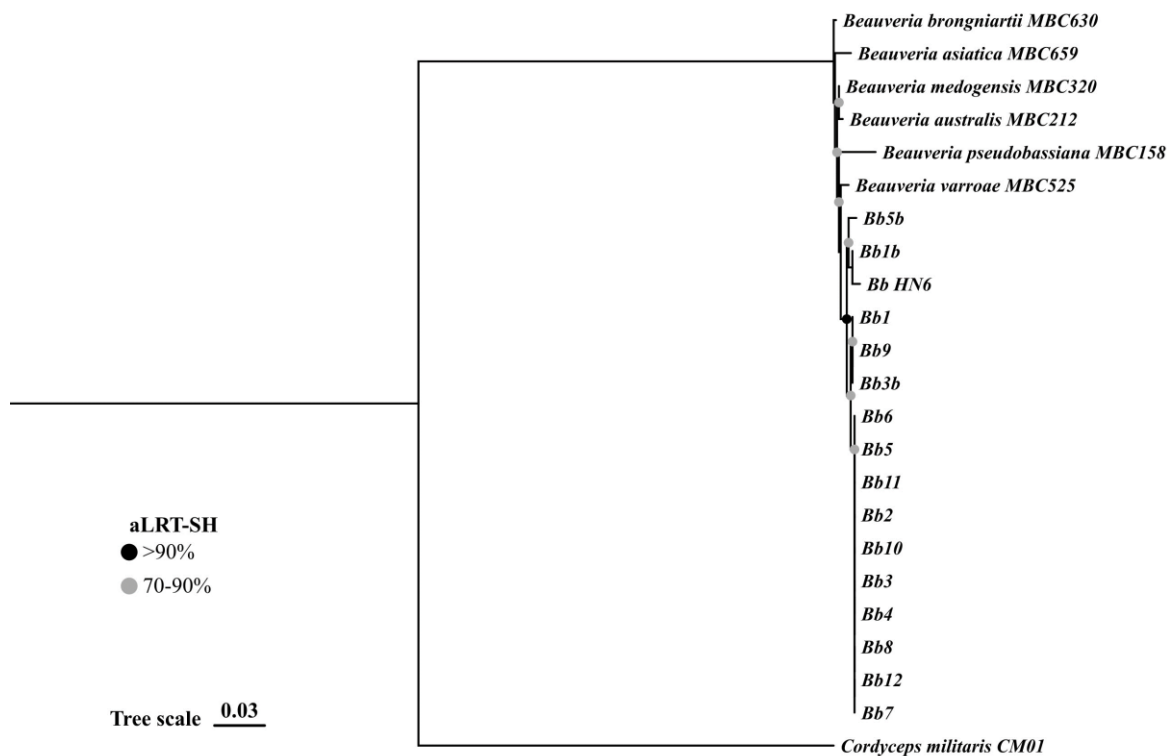 Beauveria brongniartii MBC630
Beauveria asiatica MBC659
Beauveria medogensis MBC320
Beauveria australis MBC212
Beauveria pseudobassiana MBC158
Beauveria varroae MBC525
Bb5b
Bb1b
Bb HN6
Bb1
Bb9
Bb3b
Bb6
Bb5
Bb11
Bb2
Bb10
Bb3
Bb4
Bb8
Bb12
Bb7
Cordyceps militaris CM01
aLRT-SH
>90%
70-90%
Tree scale 0.03